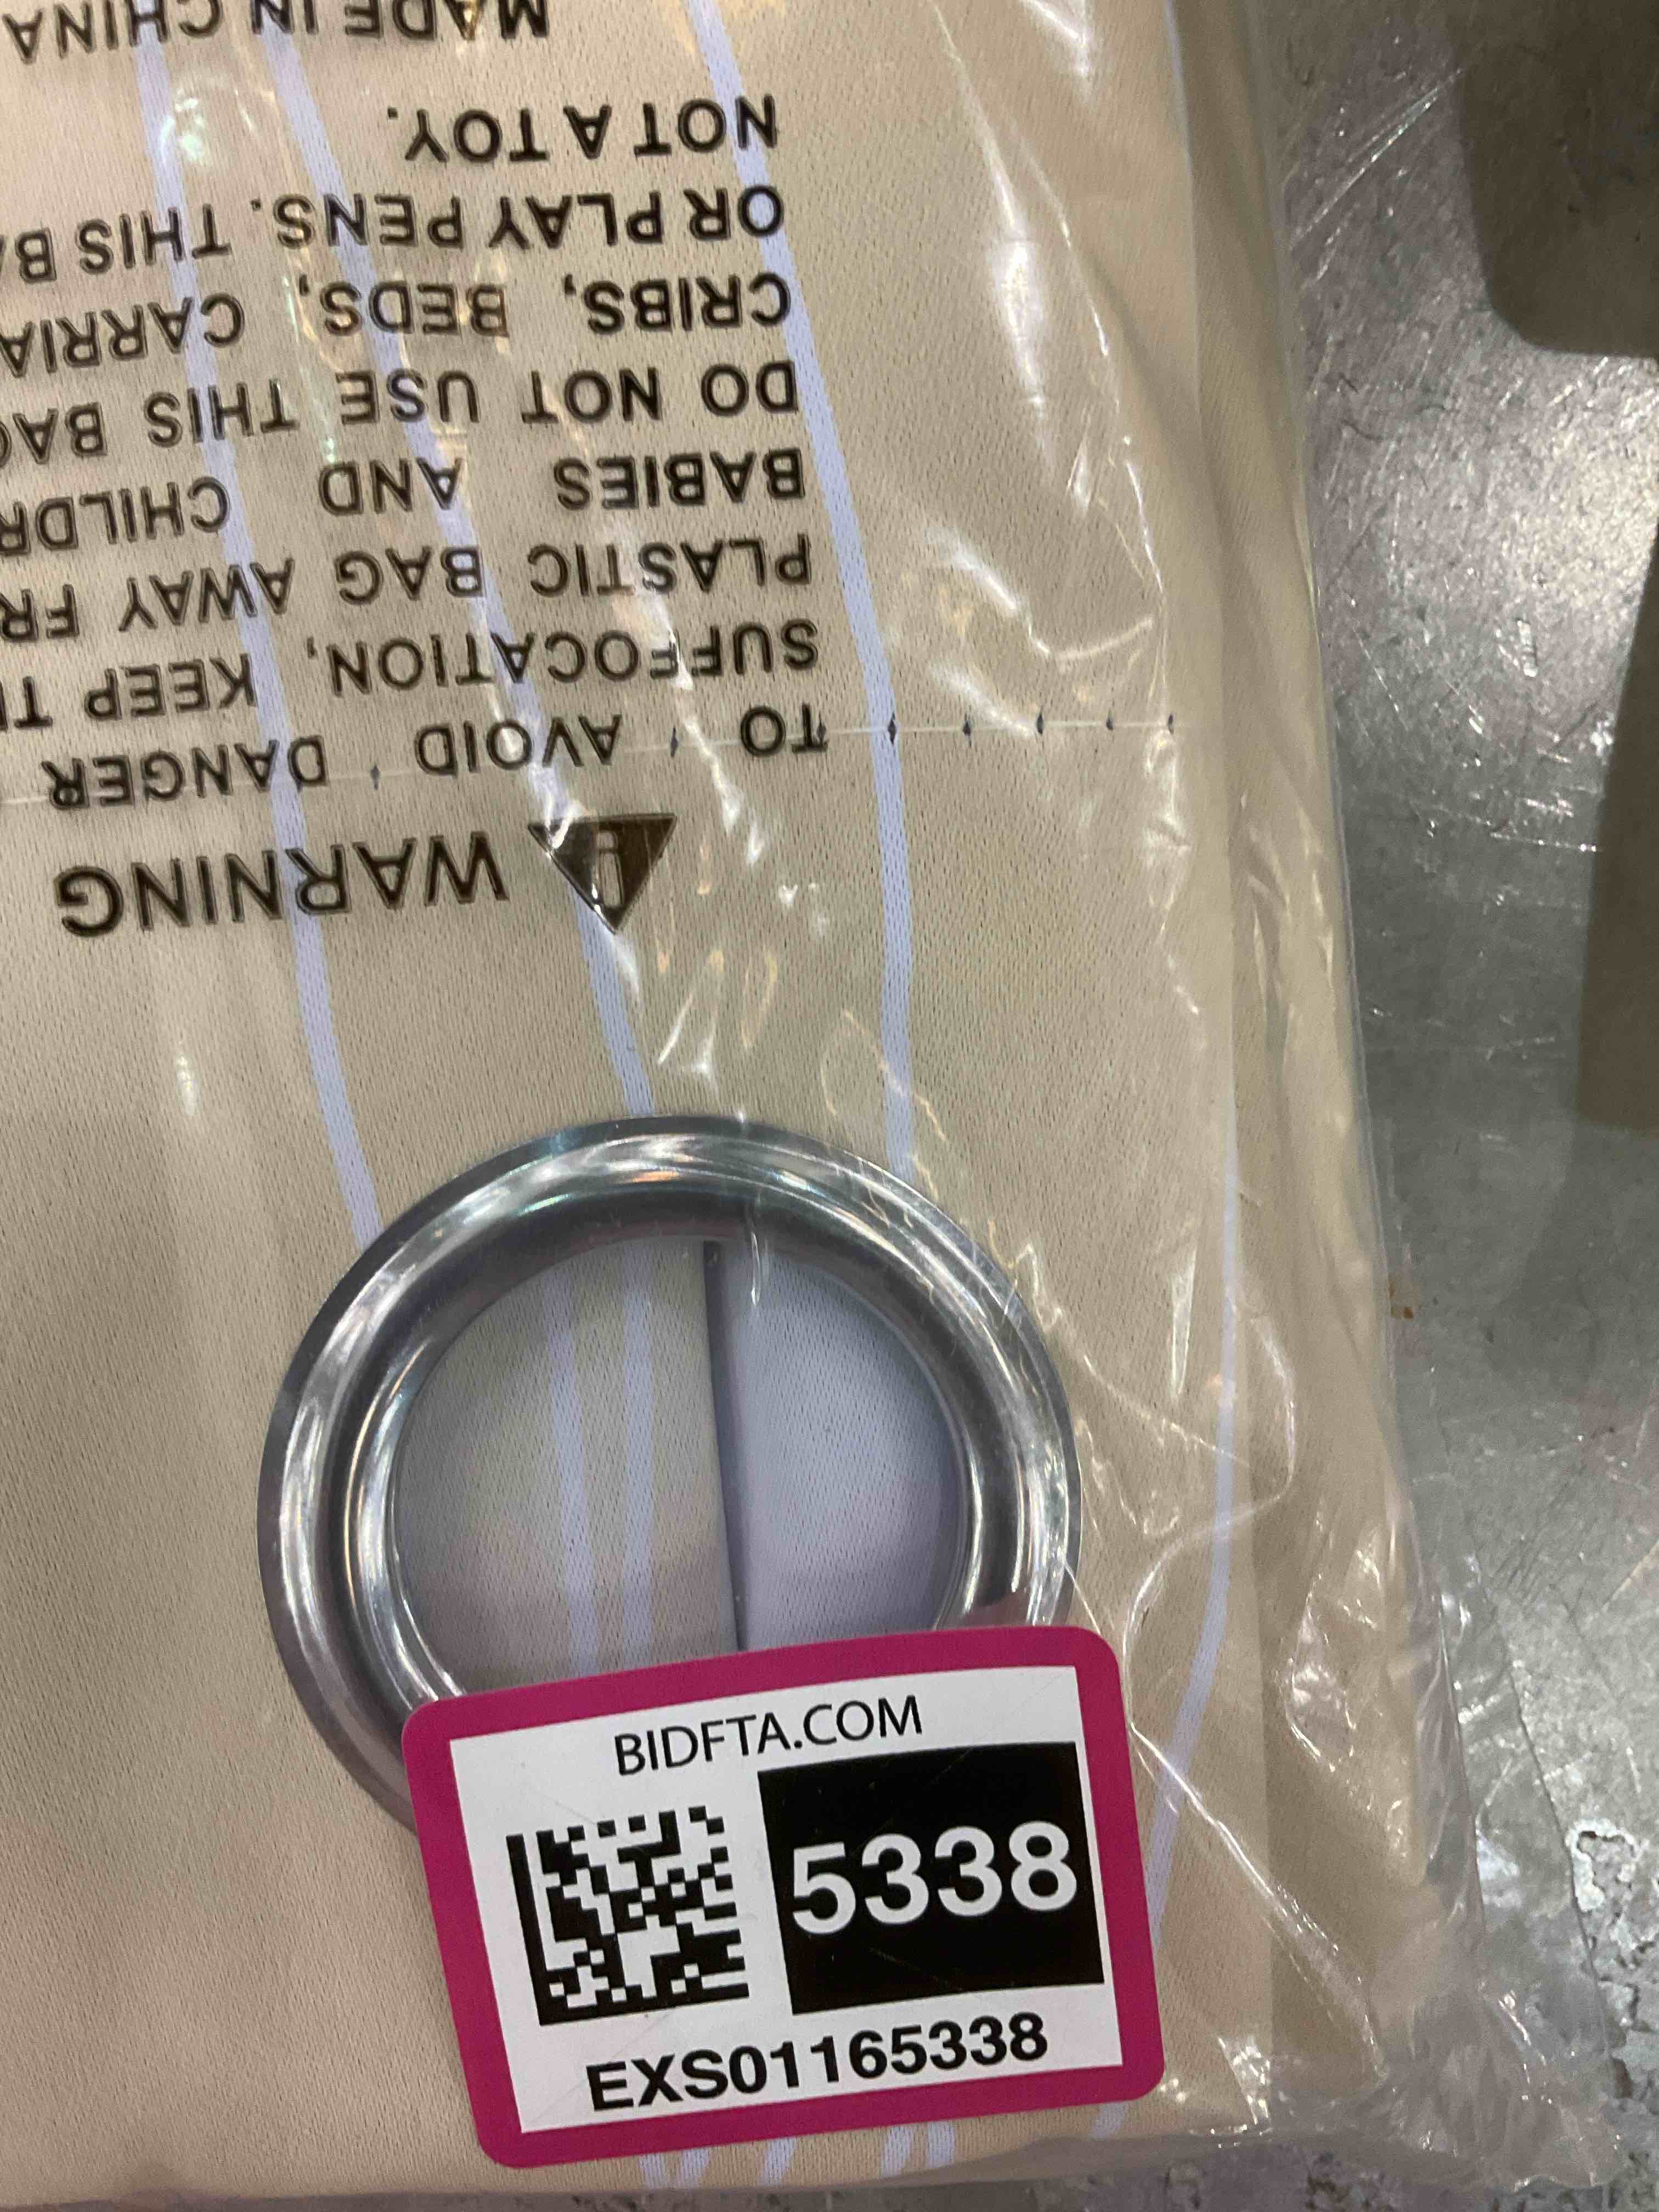 WARNING
TO AVOID DANGER
SUFFOCATION, KEEP
PLASTIC BAG AWAY
BABIES AND
DO NOT USE THIS
CRIBS, BEDS,
OR PLAY PENS. THIS
NOT A TOY.
MADE IN CHINA
BIDFTA.COM
5338
EXS01165338